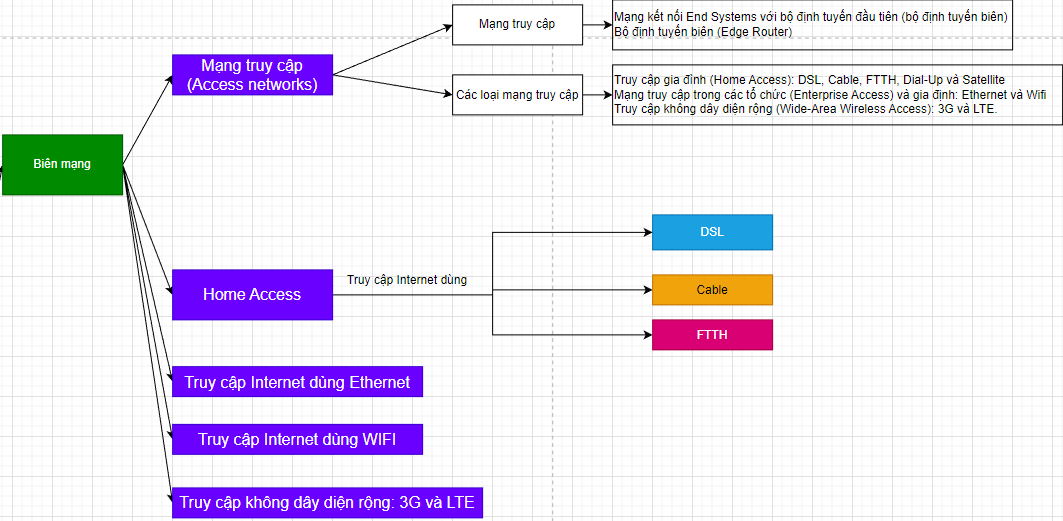 Mạng truy cập
Mạng kết nối End Systems với bộ định tuyến đầu tiên (bộ định tuyến biên)
Bộ định tuyến biên (Edge Router)
Mạng truy cập
(Access networks)
Các loại mạng truy cập
Truy cập gia đình (Home Access): DSL, Cable, FTTH, Dial-Up và Satellite
Mạng truy cập trong các tổ chức (Enterprise Access) và gia định: Ethernet và Wifi
Truy cập không dây diện rộng (Wide-Area Wireless Access): 3G và LTE.
Biên mạng
Home Access
Truy cập Internet dùng
DSL
Cable
FTTH
Truy cập Internet dùng Ethernet
Truy cập Internet dùng WIFI
Truy cập không dây diện rộng: 3G và LTE